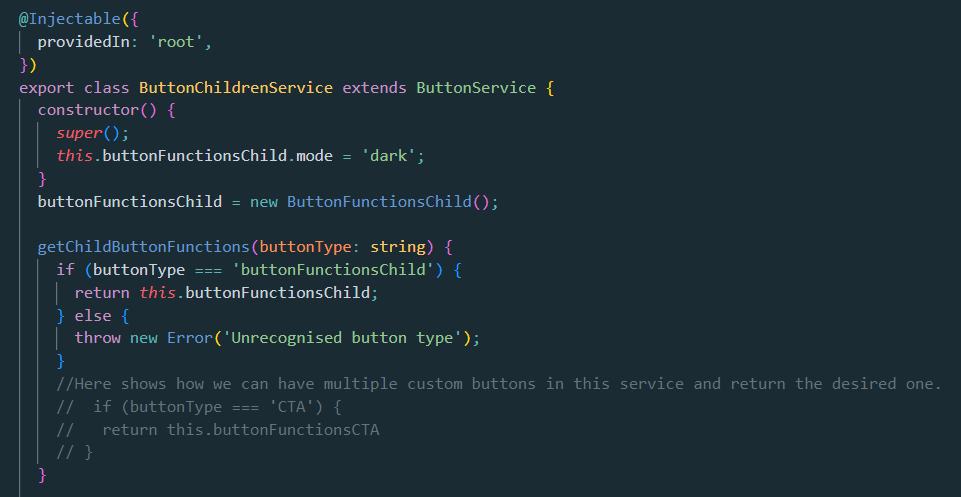 @Injectable({
  providedIn: 'root',
})
export class ButtonChildrenService extends ButtonService {
  constructor() {
    super();
    this.buttonFunctionsChild.mode = 'dark';
  }
  buttonFunctionsChild = new ButtonFunctionsChild();

  getChildButtonFunctions(buttonType: string) {
    if (buttonType === 'buttonFunctionsChild') {
      return this.buttonFunctionsChild;
    } else {
      throw new Error('Unrecognised button type');
    }
    //Here shows how we can have multiple custom buttons in this service and return the desired one.
    //  if (buttonType === 'CTA') {
    //   return this.buttonFunctionsCTA
    // }
  }